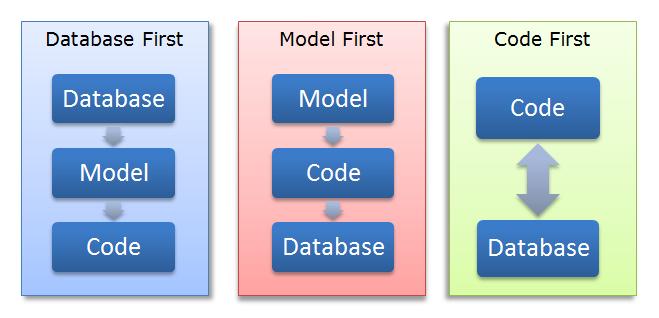 Database First
Database
Model
Code
Model First
Model
Code
Database
Code First
Code
Database